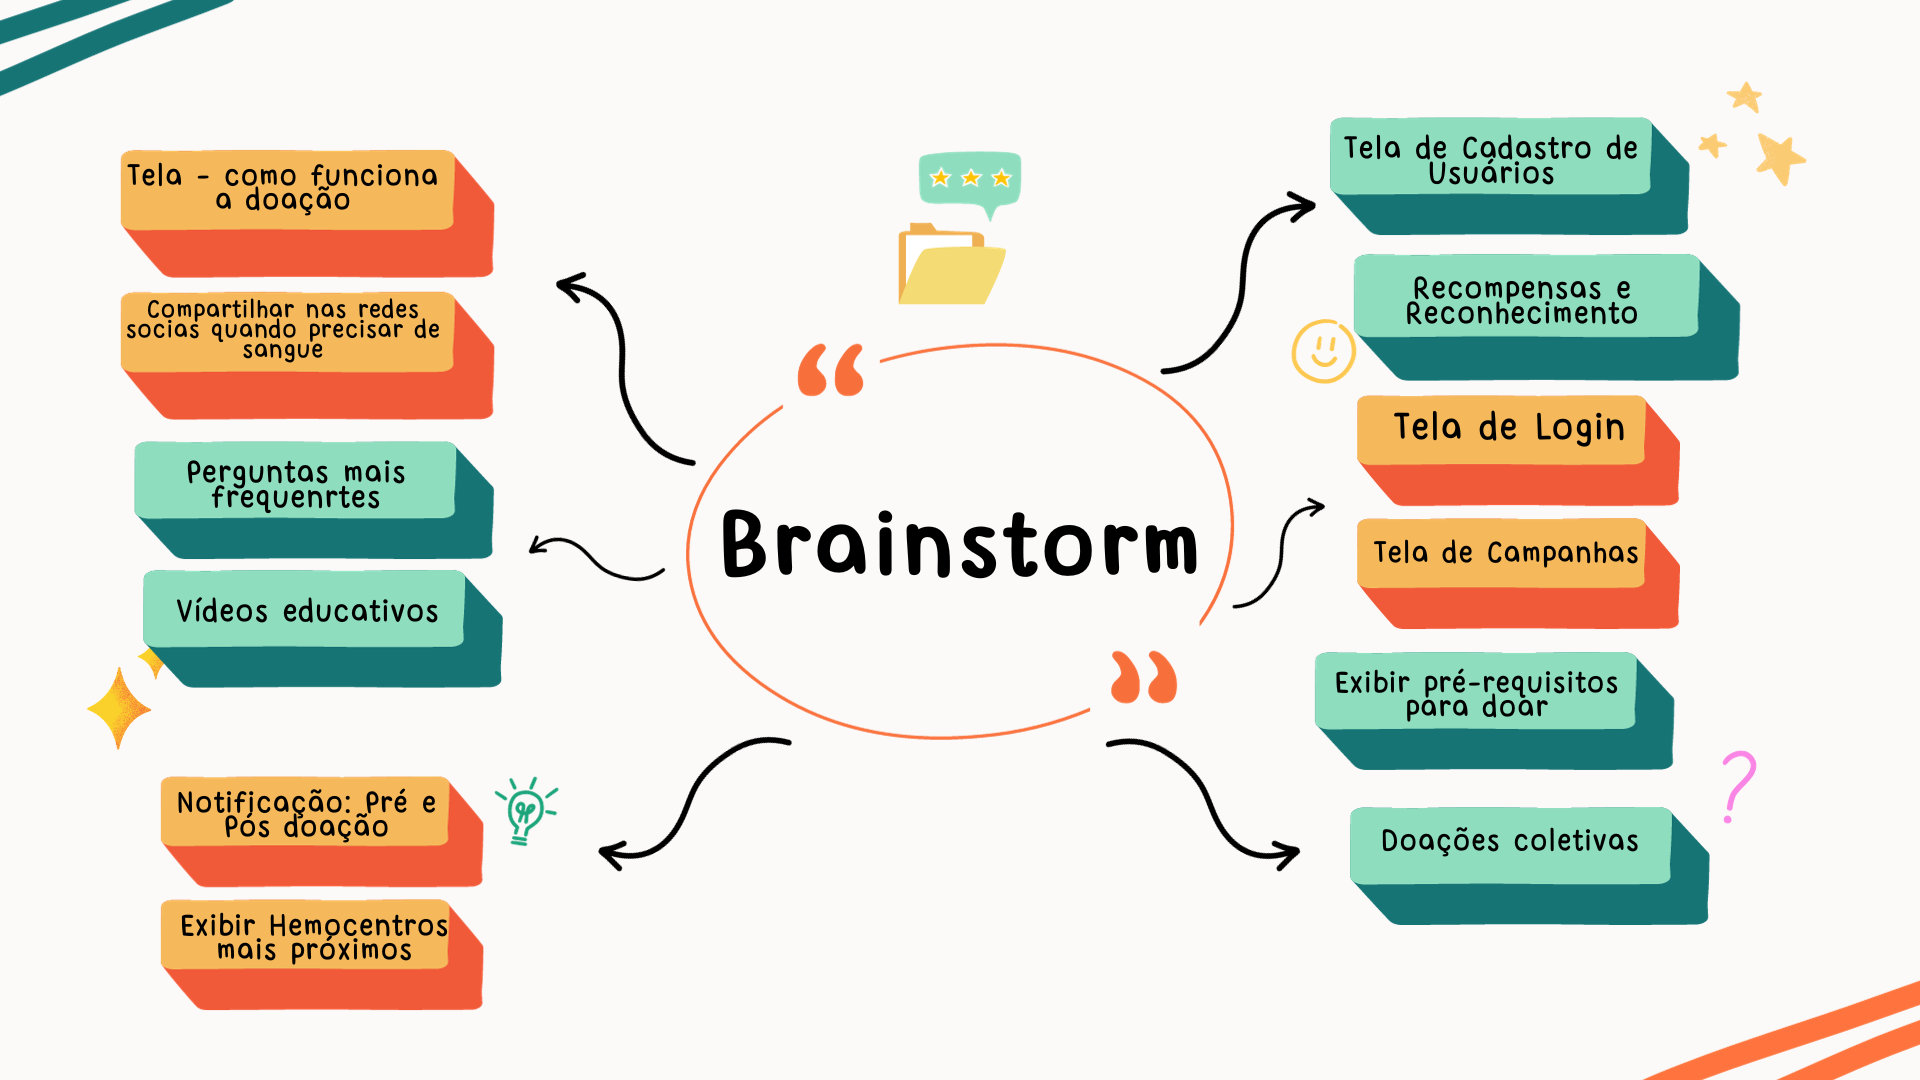 Tela - como funciona
a doação
Compartilhar nas redes
socias quando precisar de
sangue
Perguntas mais
frequenrtes
Vídeos educativos
Notificação: Pré e
Pós doação
Exibir Hemocentros
mais próximos
“
Brainstorm
”
Tela de Cadastro de
Usuários
Recompensas e
Reconhecimento
Tela de Login
Tela de Campanhas
Exibir pré-requisitos
para doar
Doações coletivas
?